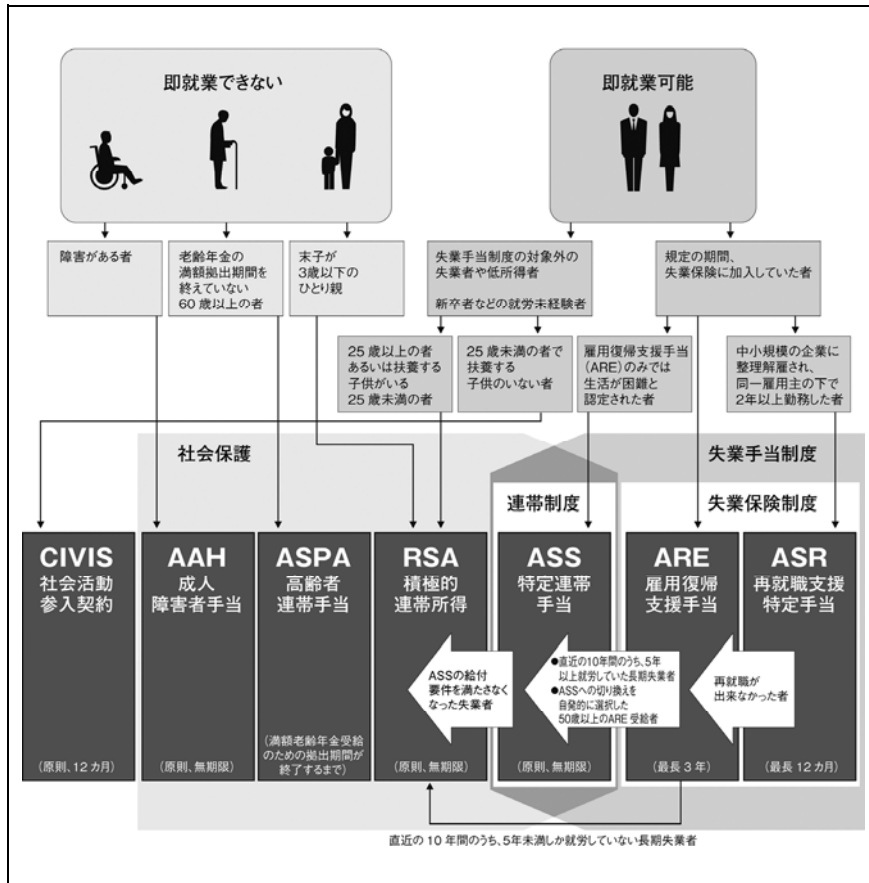 即就業できない
即就業可能
障害がある者
老齢年金の
満額拠出期間を
終えていない
60歳以上の者
末子が
3歳以下の
ひとり親
失業手当制度の対象外の
失業者や低所得者
新卒者などの就労未経験者
規定の期間、
失業保険に加入していた者
25歳以上の者
あるいは扶養する
子供がいる
25歳未満の者
25歳未満の者で
扶養する
子供のいない者
雇用復帰支援手当
(ARE)のみでは
生活が困難と
認定された者
中小規模の企業に
整理解雇され、
同一雇用主の下で
2年以上勤務した者
社会保護
失業手当制度
連帯制度
失業保険制度
CIVIS
社会活動
参入契約
(原則、12カ月)
AAH
成人
障害者手当
(原則、無期限)
ASPA
高齢者
連帯手当
(満額老齢年金受給
のための拠出期間が
終了するまで)
RSA
積極的
連帯所得
(原則、無期限)
ASS
特定連帯
手当
(原則、無期限)
ARE
雇用復帰
支援手当
(最長3年)
ASR
再就職支援
特定手当
(最長12カ月)
ASSの給付
要件を満たさなく
なった失業者
●直近の10年間のうち、5年
以上就労していた長期失業者
●ASSへの切り換えを
自発的に選択した
50歳以上のARE受給者
再就職が
出来なかった者
直近の10年間のうち、5年未満しか就労していない長期失業者